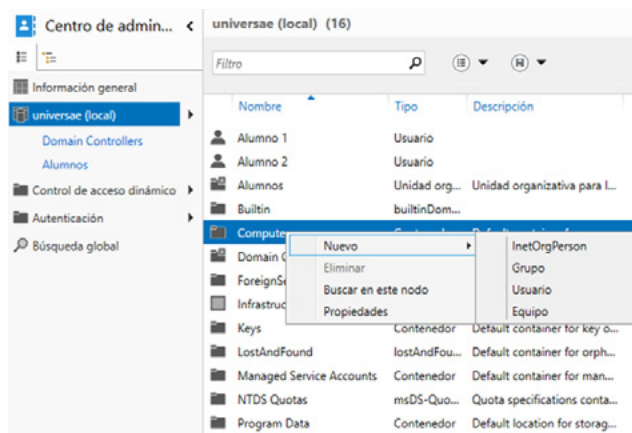 Centro de admin...
universae (local) (16)
Filtro
Información general
universae (local)
Domain Controllers
Alumnos
Control de acceso dinámico
Autenticación
Búsqueda global
Nombre Tipo Descripción
Alumno 1 Usuario
Alumno 2 Usuario
Alumnos Unidad org... Unidad organizativa para l...
Builtin builtinDom...
Compute
Domain C
ForeignSe
Infrastruc
Nuevo
Eliminar
Buscar en este nodo
Propiedades
InetOrgPerson
Grupo
Usuario
Equipo
Keys Contenedor Default container for key o...
LostAndFound lostAndFou... Default container for orph...
Managed Service Accounts Contenedor Default container for man...
NTDS Quotas msDS-Quo... Quota specifications conta...
Program Data Contenedor Default location for storag...